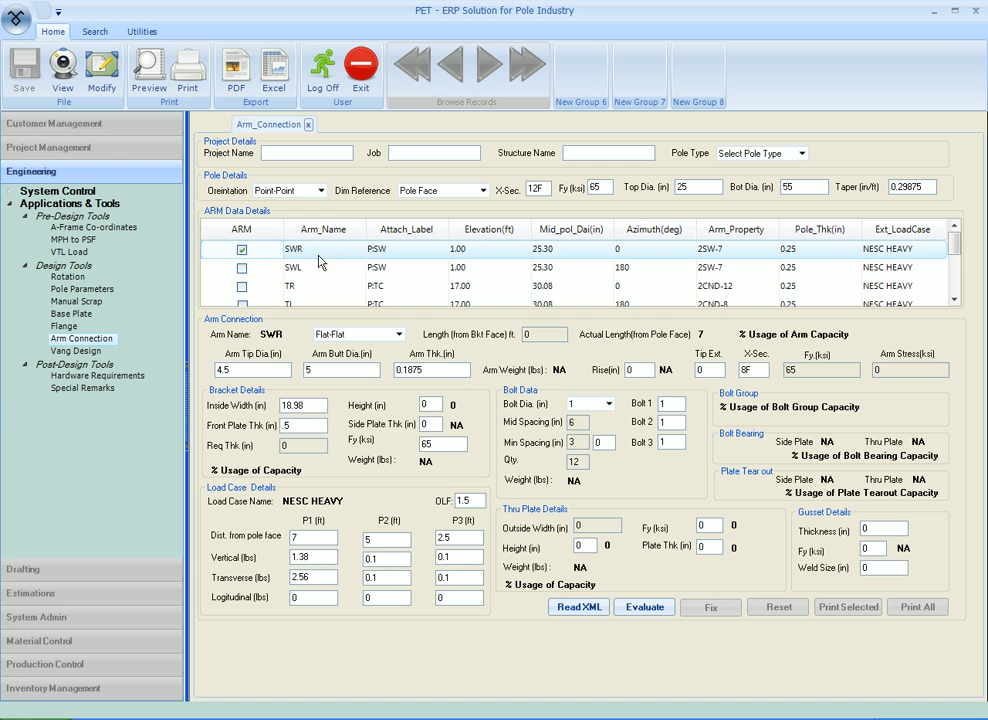 PET - ERP Solution for Pole Industry
Home Search Utilities
Save View Modify Preview Print PDF Excel Log Off Exit
File Print Export User Browse Records New Group 6 New Group 7 New Group 8
Customer Management
Project Management
Engineering
System Control
Applications & Tools
Pre-Design Tools
A-Frame Co-ordinates
MPH to PSF
VTL Load
Design Tools
Rotation
Pole Parameters
Manual Scrap
Base Plate
Flange
Arm Connection
Vang Design
Post-Design Tools
Hardware Requirements
Special Remarks
Drafting
Estimations
System Admin
Material Control
Production Control
Inventory Management
Arm_Connection x
Project Details
Project Name Job Structure Name Pole Type Select Pole Type
Pole Details
Oreintation Point-Point Dim Reference Pole Face X-Sec. 12F Fy (ksi) 65 Top Dia. (in) 25 Bot Dia. (in) 55 Taper (in/ft) 0.29875
ARM Data Details
ARM Arm_Name Attach_Label Elevation(ft) Mid_pol_Dai(in) Azimuth(deg) Arm_Property Pole_Thk(in) Ext_LoadCase
SWR P:SW 1.00 25.30 0 2SW-7 0.25 NESC HEAVY
SWL P:SW 1.00 25.30 180 2SW-7 0.25 NESC HEAVY
TR P:TC 17.00 30.08 0 2CND-12 0.25 NESC HEAVY
TL P:TC 17.00 30.08 180 2CND-8 0.25 NESC HEAVY
Arm Connection
Arm Name: SWR Flat-Flat Length(from Bkt Face) ft. 0 Actual Length(from Pole Face) 7 % Usage of Arm Capacity
Arm Tip Dia.(in) Arm Butt Dia.(in) Arm Thk.(in) Tip Ext. X-Sec. Fy.(ksi) Arm Stress(ksi)
4.5 5 0.1875 Arm Weight (lbs) : NA Rise(in) 0 NA 0 8F 65 0
Bracket Details
Inside Width (in) 18.98 Height (in) 0 0
Front Plate Thk (in) .5 Side Plate Thk (in) 0 NA
Req Thk (in) 0 Fy (ksi) 65
Weight (lbs) : NA
% Usage of Capacity
Bolt Data
Bolt Dia. (in) 1 Bolt 1 1
Mid Spacing (in) 6 Bolt 2 1
Min Spacing (in) 3 0 Bolt 3 1
Qty. 12
Weight (lbs) : NA
Bolt Group
% Usage of Bolt Group Capacity
Bolt Bearing
Side Plate NA Thru Plate NA
% Usage of Bolt Bearing Capacity
Plate Tear out
Side Plate NA Thru Plate NA
% Usage of Plate Tearout Capacity
Load Case Details
Load Case Name: NESC HEAVY OLF: 1.5
P1 (ft) P2 (ft) P3 (ft)
Dist. from pole face 7 5 2.5
Vertical (lbs) 1.38 0.1 0.1
Transverse (lbs) 2.56 0.1 0.1
Logitudinal (lbs) 0 0 0
Thru Plate Details
Outside Width (in) 0 Fy (ksi) 0 0
Height (in) 0 0 Plate Thk (in) 0 0
Weight (lbs) : NA
% Usage of Capacity
Gusset Details
Thickness (in) 0
Fy (ksi) 0 NA
Weld Size (in) 0
Read XML Evaluate Fix Reset Print Selected Print All